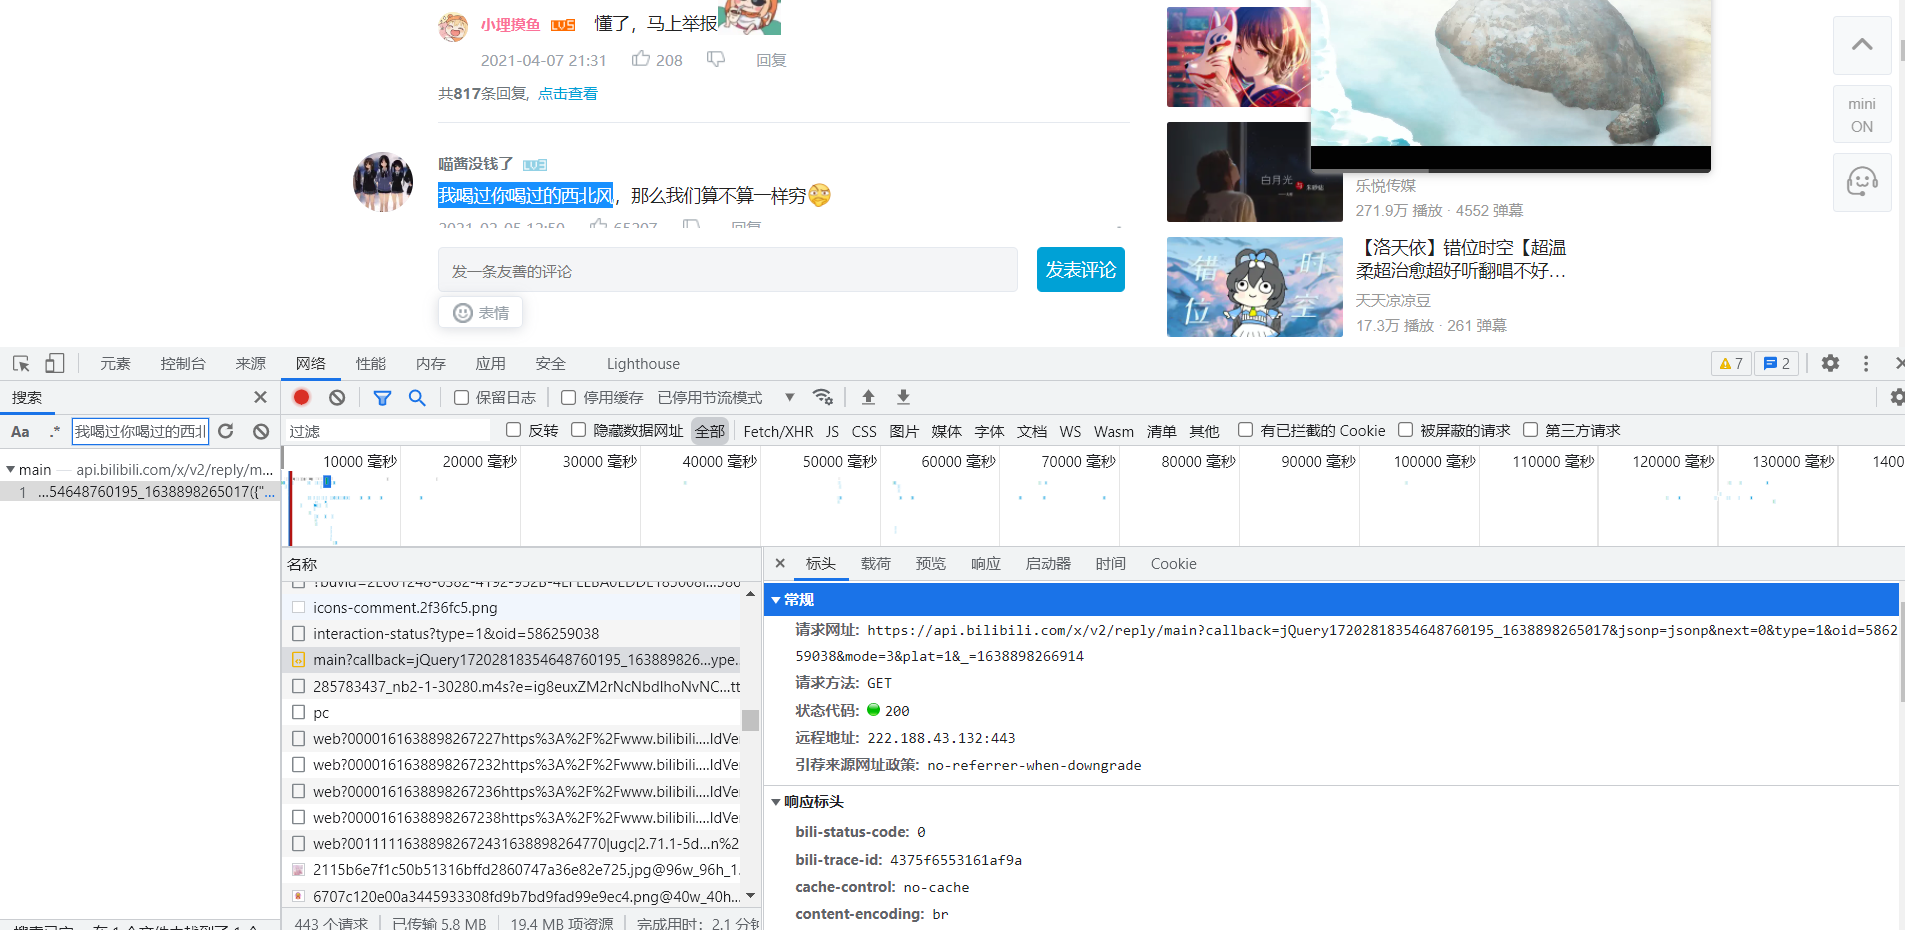 小埋摸鱼 LV5 懂了，马上举报
2021-04-07 21:31 208 回复
共817条回复，点击查看
喵酱没钱了 LV3
我喝过你喝过的西北风，那么我们算不算一样穷
发一条友善的评论
发表评论
表情
白月光
乐悦传媒
271.9万 播放 · 4552 弹幕
错位时空
【洛天依】错位时空【超温
柔超治愈超好听翻唱不好…
天天凉凉豆
17.3万 播放 · 261 弹幕
mini
ON
元素 控制台 来源 网络 性能 内存 应用 安全 Lighthouse 7 2
搜索
保留日志 停用缓存 已停用节流模式
Aa .* 我喝过你喝过的西北
过滤 反转 隐藏数据网址 全部 Fetch/XHR JS CSS 图片 媒体 字体 文档 WS Wasm 清单 其他 有已拦截的 Cookie 被屏蔽的请求 第三方请求
main — api.bilibili.com/x/v2/reply/m...
1 …54648760195_1638898265017({"…
10000 毫秒 20000 毫秒 30000 毫秒 40000 毫秒 50000 毫秒 60000 毫秒 70000 毫秒 80000 毫秒 90000 毫秒 100000 毫秒 110000 毫秒 120000 毫秒 130000 毫秒 1400
名称
icons-comment.2f36fc5.png
interaction-status?type=1&oid=586259038
main?callback=jQuery17202818354648760195_163889826...ype.
285783437_nb2-1-30280.m4s?e=ig8euxZM2rNcNbdlhoNvNC...tt
pc
web?0000161638898267227https%3A%2F%2Fwww.bilibili....IdVe
web?0000161638898267232https%3A%2F%2Fwww.bilibili....IdVe
web?0000161638898267236https%3A%2F%2Fwww.bilibili....IdVe
web?0000161638898267238https%3A%2F%2Fwww.bilibili....IdVe
web?00111116388982672431638898264770|ugc|2.71.1-5d...n%2
2115b6e7f1c50b51316bffd2860747a36e82e725.jpg@96w_96h_1.
6707c120e00a3445933308fd9b7bd9fad99e9ec4.png@40w_40h...
443 个请求 已传输 5.8 MB 19.4 MB 项资源 完成用时：2.1 分钟
标头 载荷 预览 响应 启动器 时间 Cookie
常规
请求网址: https://api.bilibili.com/x/v2/reply/main?callback=jQuery17202818354648760195_1638898265017&jsonp=jsonp&next=0&type=1&oid=5862
59038&mode=3&plat=1&_=1638898266914
请求方法: GET
状态代码: 200
远程地址: 222.188.43.132:443
引荐来源网址政策: no-referrer-when-downgrade
响应标头
bili-status-code: 0
bili-trace-id: 4375f6553161af9a
cache-control: no-cache
content-encoding: br